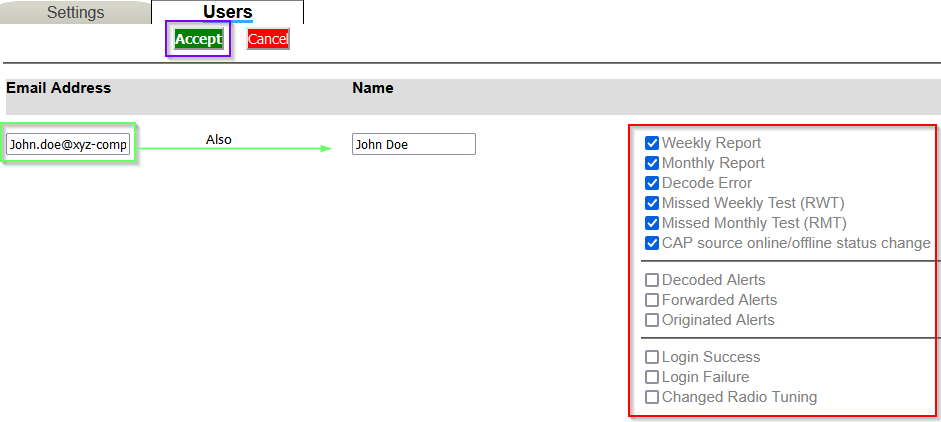 Settings Users
Accept Cancel
Email Address Name
John.doe@xyz-comp Also John Doe
Weekly Report
Monthly Report
Decode Error
Missed Weekly Test (RWT)
Missed Monthly Test (RMT)
CAP source online/offline status change
Decoded Alerts
Forwarded Alerts
Originated Alerts
Login Success
Login Failure
Changed Radio Tuning